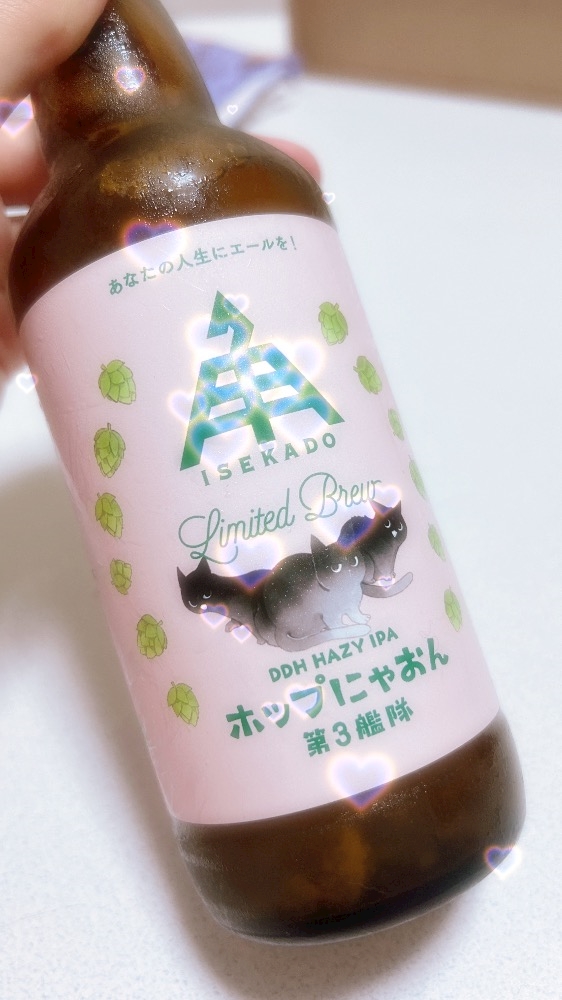 あなたの人生にエールを!
ISEKADO
Limited Brew
DDH HAZY IPA
ホップにゃおん
第3艦隊